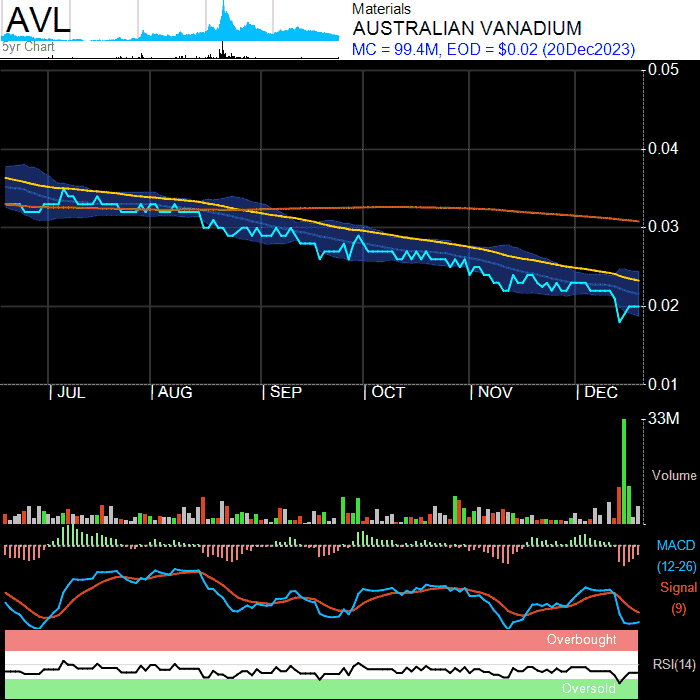 AVL
5yr Chart
Materials
AUSTRALIAN VANADIUM
MC = 99.4M, EOD = $0.02 (20Dec2023)
0.05
0.04
0.03
0.02
0.01
| JUL | AUG | SEP | OCT | NOV | DEC
33M
Volume
MACD
(12-26)
Signal
(9)
Overbought
RSI(14)
Oversold